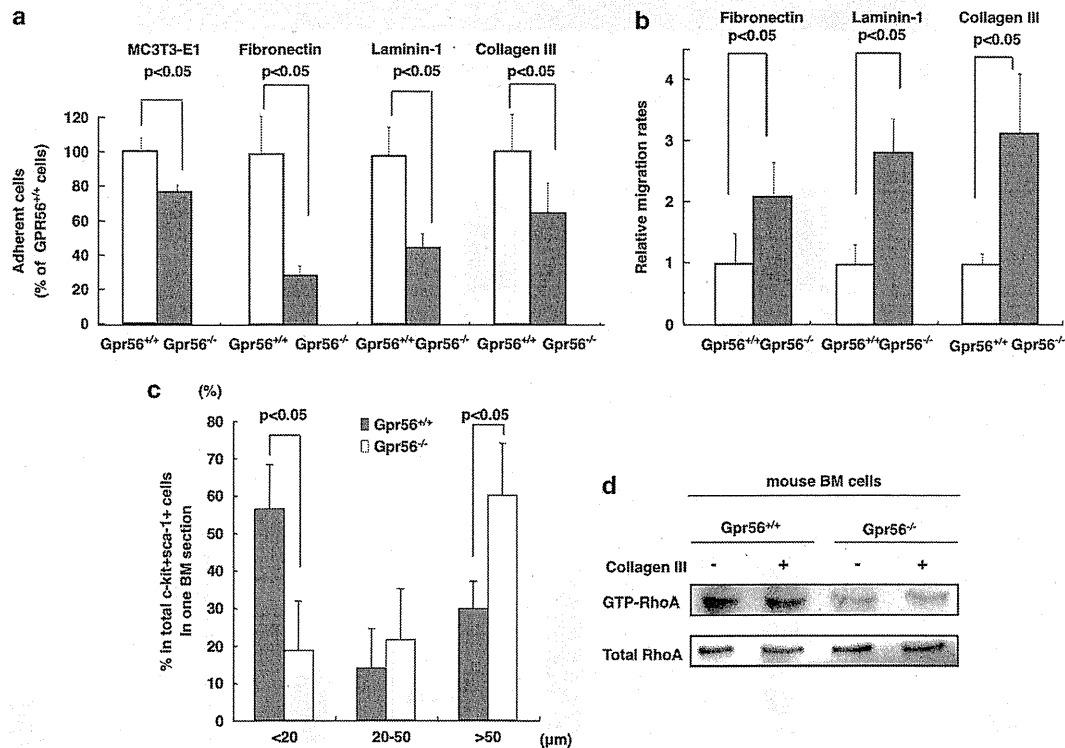 a
MC3T3-E1 Fibronectin Laminin-1 Collagen III
p<0.05 p<0.05 p<0.05 p<0.05
Adherent cells
(% of GPR56+/+ cells)
120
100
80
60
40
20
0
Gpr56+/+ Gpr56-/- Gpr56+/+ Gpr56-/- Gpr56+/+ Gpr56-/- Gpr56+/+ Gpr56-/-
b
Fibronectin Laminin-1 Collagen III
p<0.05 p<0.05 p<0.05
Relative migration rates
4
3
2
1
0
Gpr56+/+ Gpr56-/- Gpr56+/+ Gpr56-/- Gpr56+/+ Gpr56-/-
c
(%)
% in total c-kit+sca-1+ cells
In one BM section
80
70
60
50
40
30
20
10
0
p<0.05 p<0.05
Gpr56+/+
Gpr56-/-
<20 20-50 >50 (μm)
d
mouse BM cells
Gpr56+/+ Gpr56-/-
Collagen III - + - +
GTP-RhoA
Total RhoA